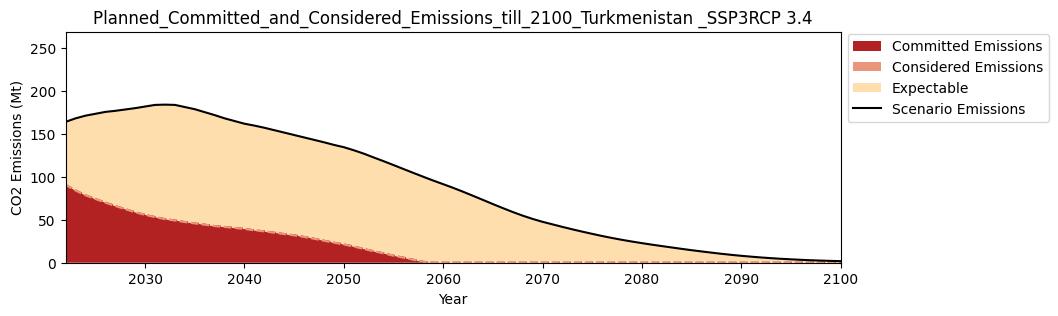 Planned_Committed_and_Considered_Emissions_till_2100_Turkmenistan _SSP3RCP 3.4
CO2 Emissions (Mt)
250
200
150
100
50
0
2030
2040
2050
2060
2070
2080
2090
2100
Year
Committed Emissions
Considered Emissions
Expectable
Scenario Emissions